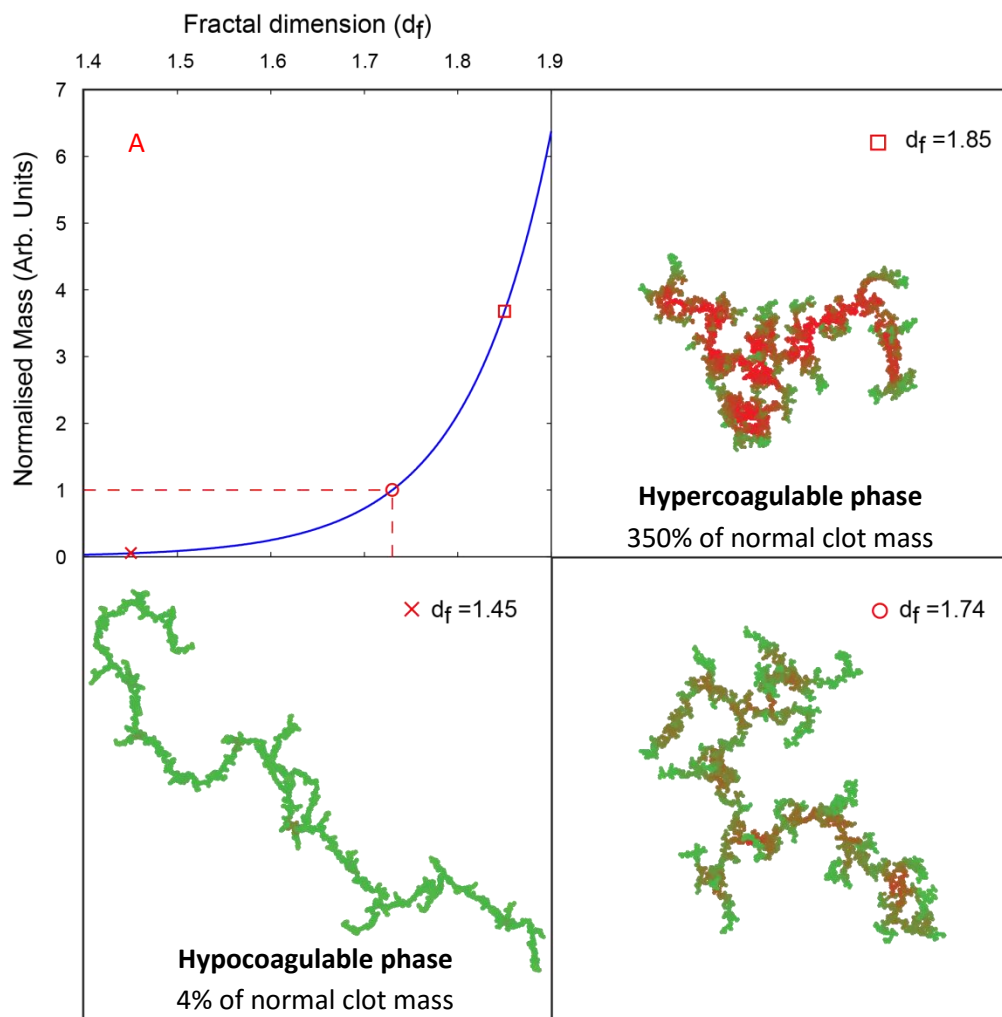 Fractal dimension (df)
1.4 1.5 1.6 1.7 1.8 1.9
Normalised Mass (Arb. Units)
7
6
5
4
3
2
1
0
A
df =1.85
Hypercoagulable phase
350% of normal clot mass
df =1.45
Hypocoagulable phase
4% of normal clot mass
df =1.74